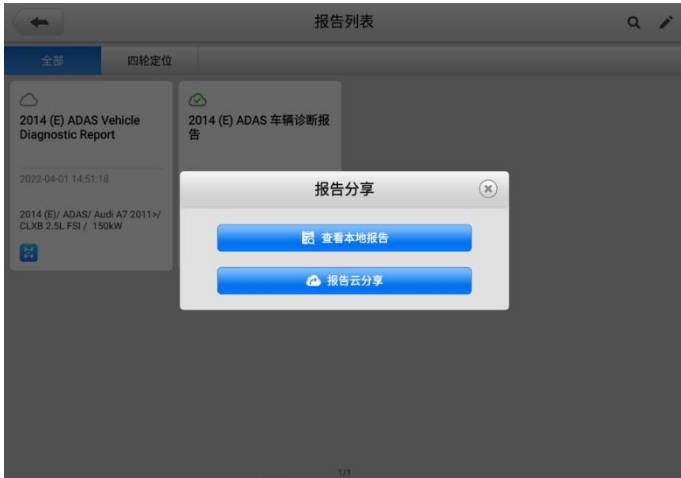 报告列表
全部
四轮定位
2014 (E) ADAS Vehicle
Diagnostic Report
2022-04-01 14:51:18
2014 (E)/ ADAS/ Audi A7 2011>/
CLXB 2.5L FSI / 150kW
2014 (E) ADAS 车辆诊断报
告
报告分享
查看本地报告
报告云分享
1/1